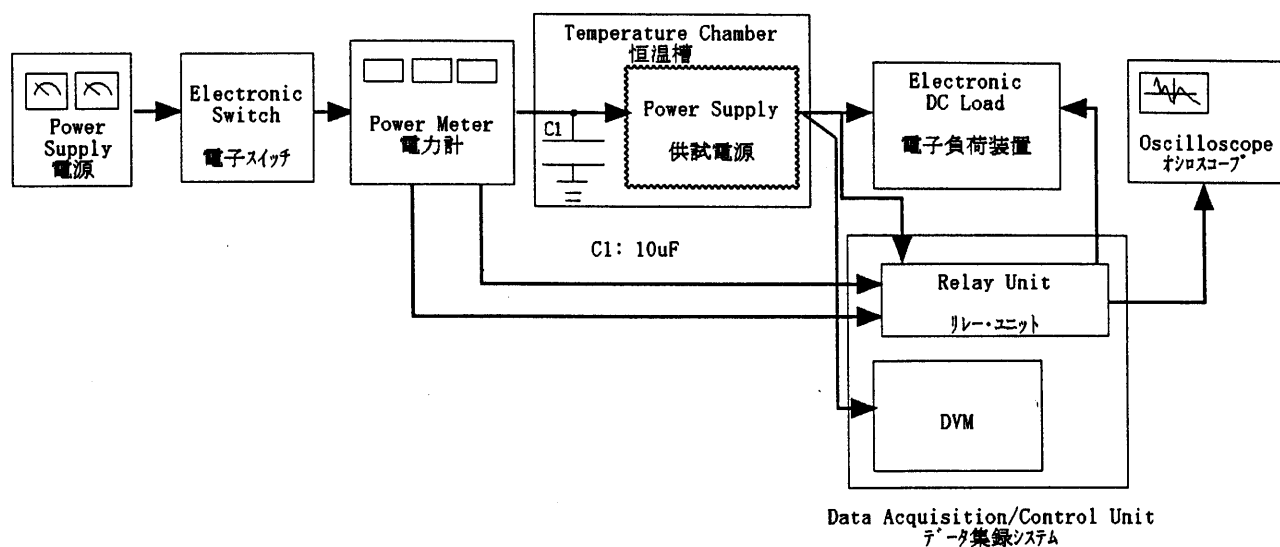 Power
Supply
電源
Electronic
Switch
電子スイッチ
Power Meter
電力計
Temperature Chamber
恒温槽
C1
Power Supply
供試電源
Electronic
DC Load
電子負荷装置
Oscilloscope
オシロスコープ
C1: 10uF
Relay Unit
リレー・ユニット
DVM
Data Acquisition/Control Unit
データ集録システム